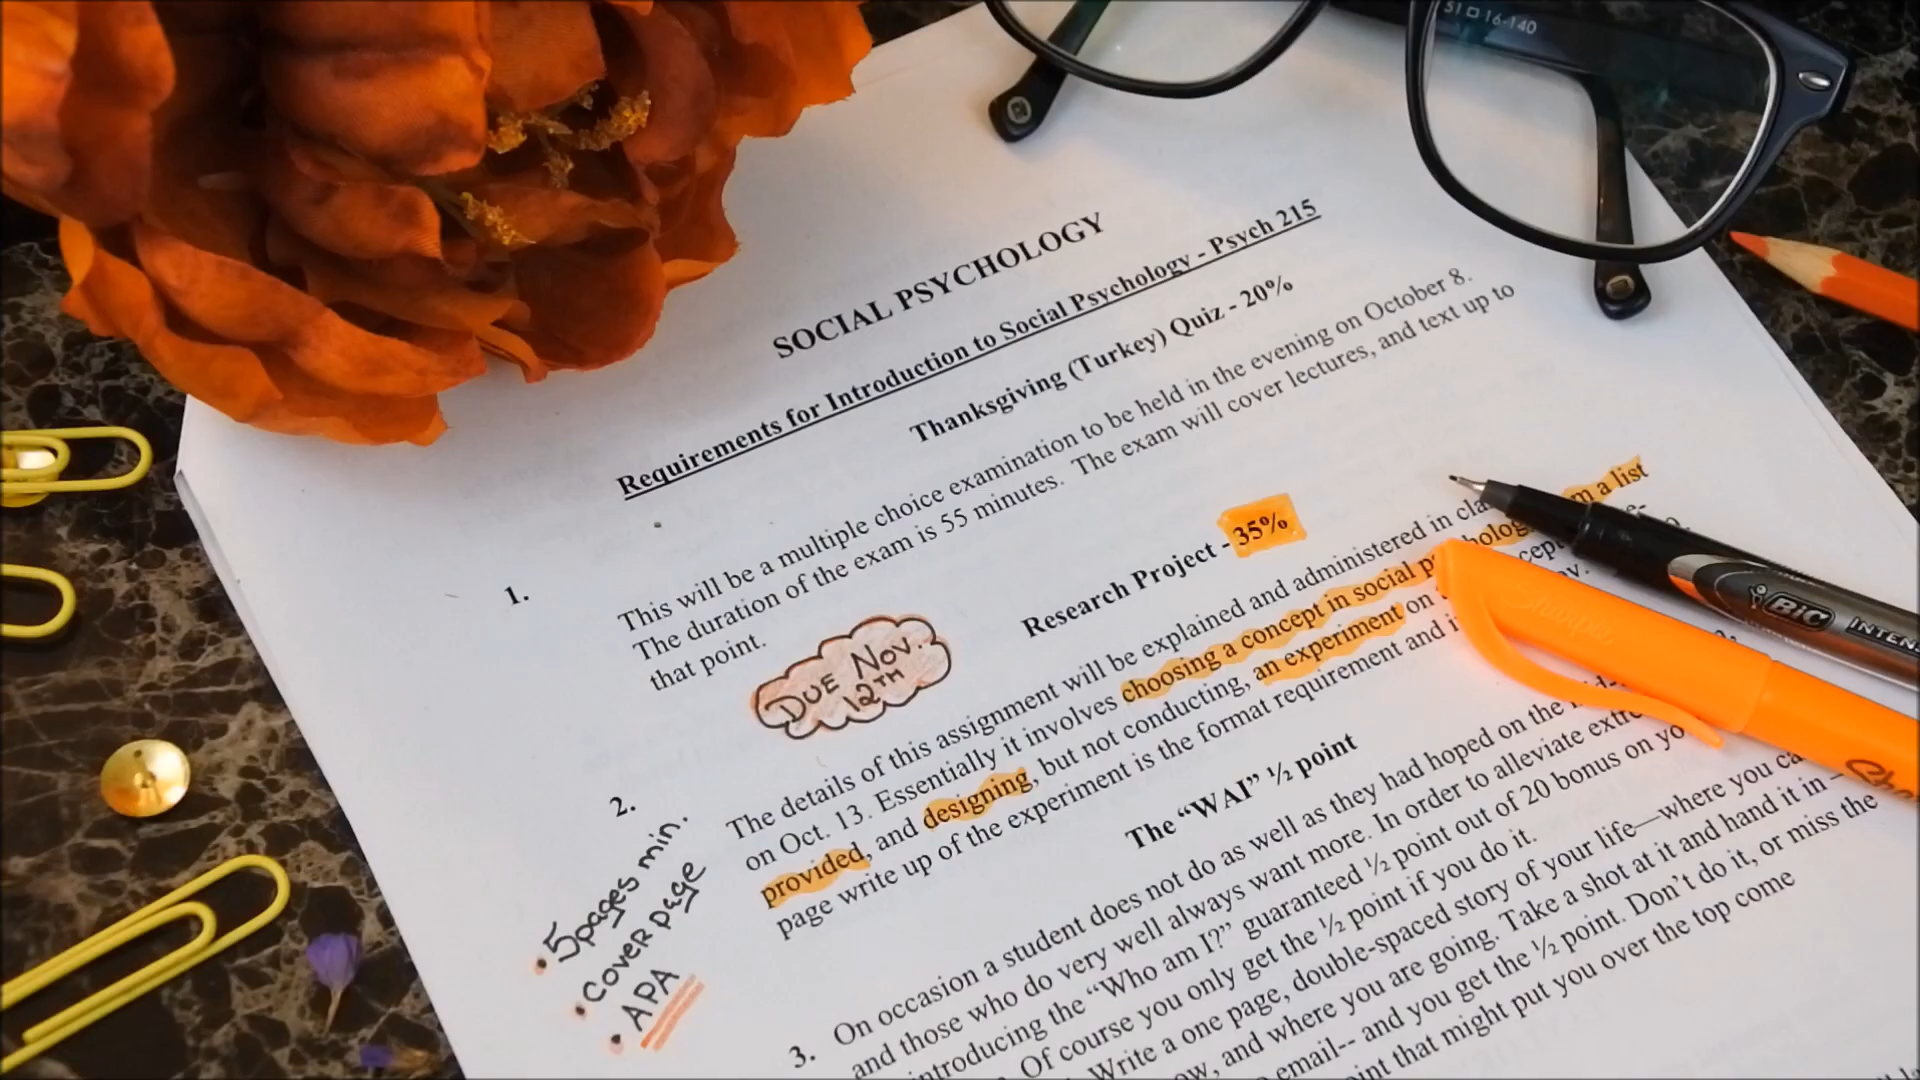 51 16-140
SOCIAL PSYCHOLOGY
Requirements for Introduction to Social Psychology - Psych 215
Thanksgiving (Turkey) Quiz - 20%
1.
This will be a multiple choice examination to be held in the evening on October 8.
The duration of the exam is 55 minutes. The exam will cover lectures, and text up to
that point.
Research Project - 35%
DUE NOV.
12TH
2.
The details of this assignment will be explained and administered in
on Oct. 13. Essentially it involves choosing a concept in social a list
provided, and designing, but not conducting, an experiment on
page write up of the experiment is the format requirement and
• 5 pages min.
• Cover page
• APA
The “WAI” ½ point
3.
On occasion a student does not do as well as they had hoped on the
and those who do very well always want more. In order to alleviate
introducing the “Who am I?” guaranteed ½ point out of 20 bonus on
Of course you only get the ½ point if you do it.
Write a one page, double-spaced story of your life—where you
and where you are going. Take a shot at it and hand it in
email-- and you get the ½ point. Don’t do it, or miss the
that might put you over the top come
BIC
INTENS
Sharpie